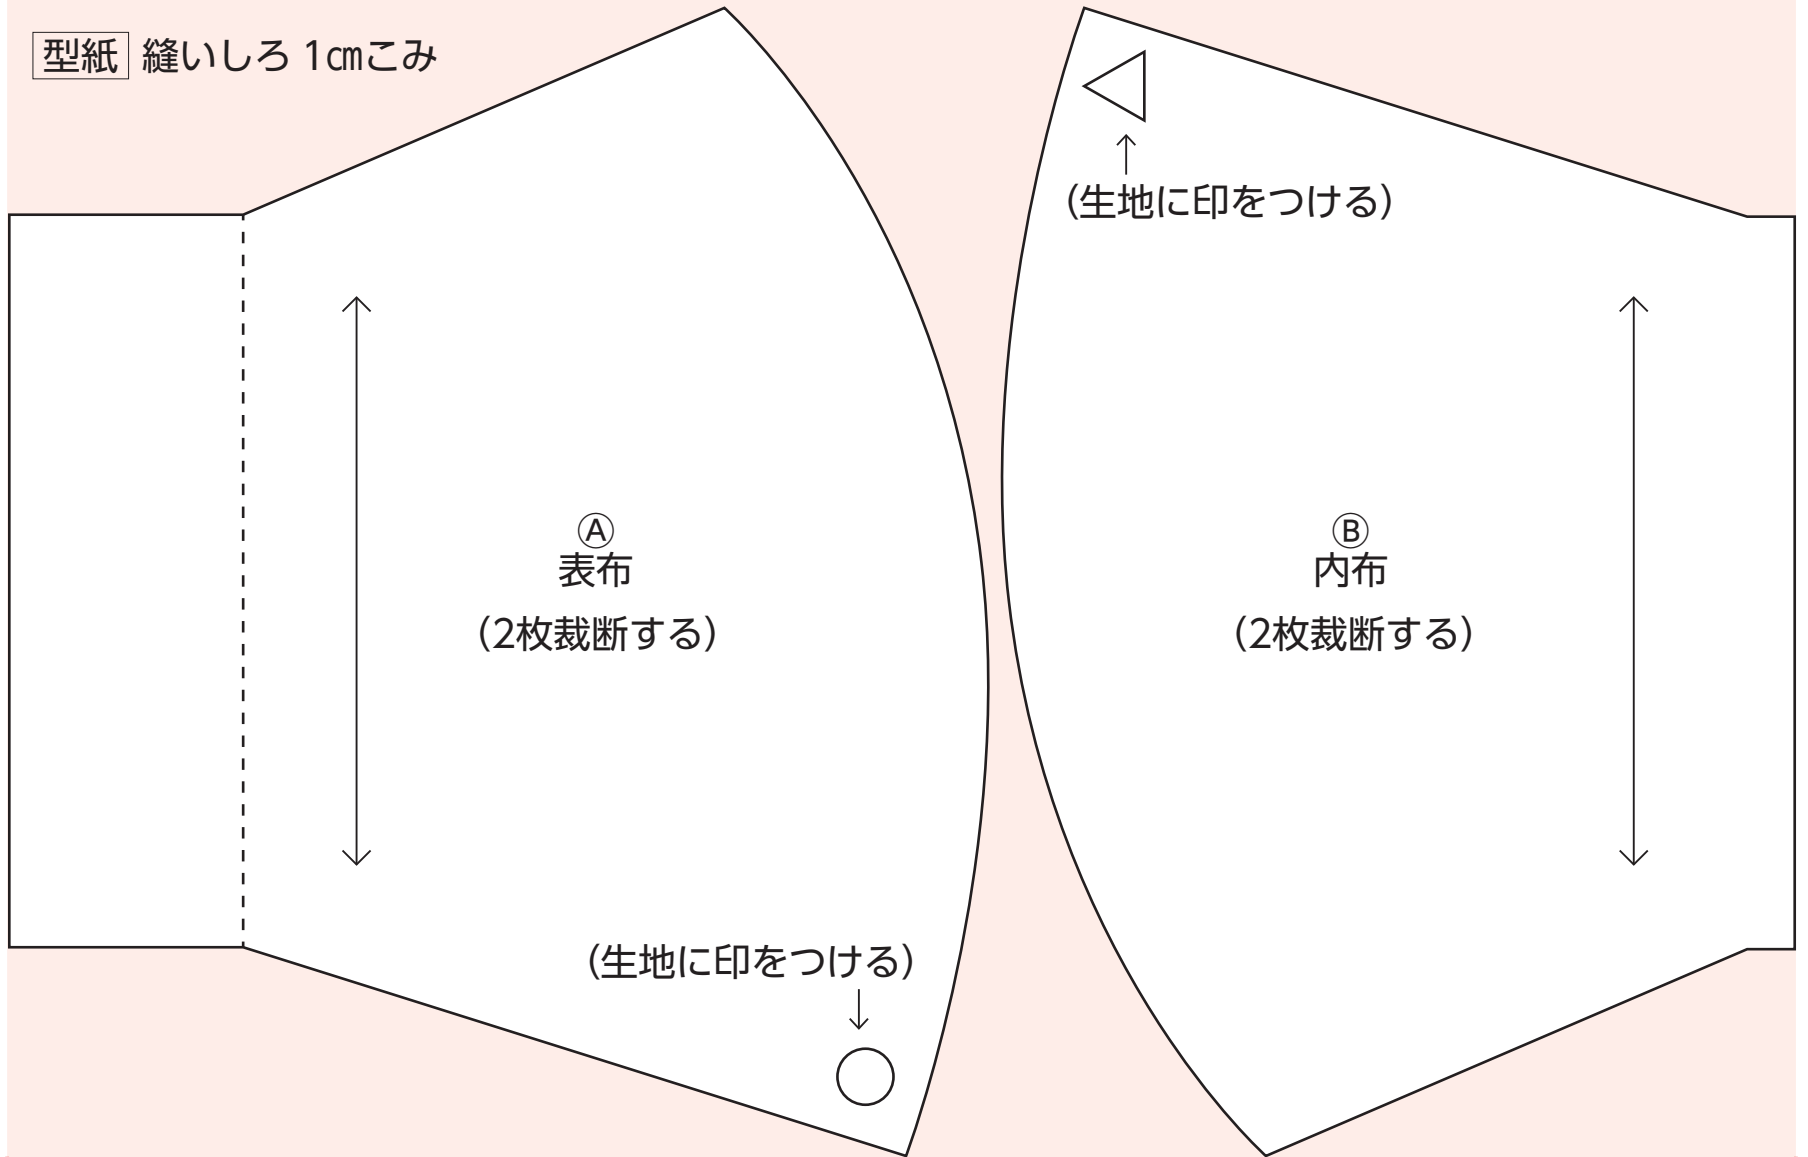 型紙 縫いしろ 1㎝こみ
Ⓐ
表布
（2枚裁断する）
（生地に印をつける）
（生地に印をつける）
Ⓑ
内布
（2枚裁断する）